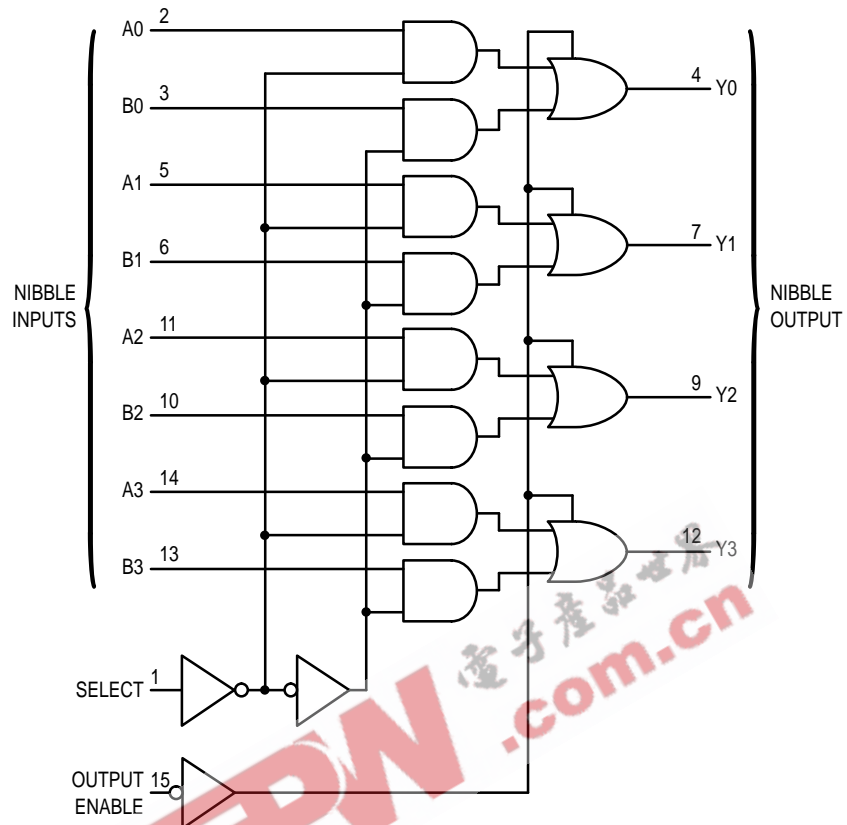 A0 2
B0 3
A1 5
B1 6
A2 11
B2 10
A3 14
B3 13
NIBBLE
INPUTS
4 Y0
7 Y1
9 Y2
12 Y3
NIBBLE
OUTPUT
SELECT 1
OUTPUT
ENABLE
15
電子產品世界
.com.cn